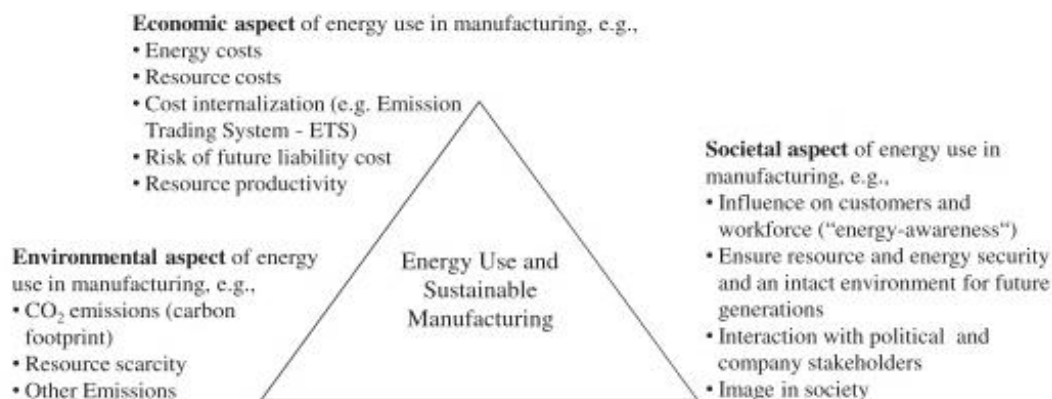 Economic aspect of energy use in manufacturing, e.g.,
• Energy costs
• Resource costs
• Cost internalization (e.g. Emission
Trading System - ETS)
• Risk of future liability cost
• Resource productivity
Societal aspect of energy use in
manufacturing, e.g.,
• Influence on customers and
workforce (“energy-awareness“)
• Ensure resource and energy security
and an intact environment for future
generations
• Interaction with political and
company stakeholders
• Image in society
Environmental aspect of energy
use in manufacturing, e.g.,
• CO₂ emissions (carbon
footprint)
• Resource scarcity
• Other Emissions
Energy Use and
Sustainable
Manufacturing